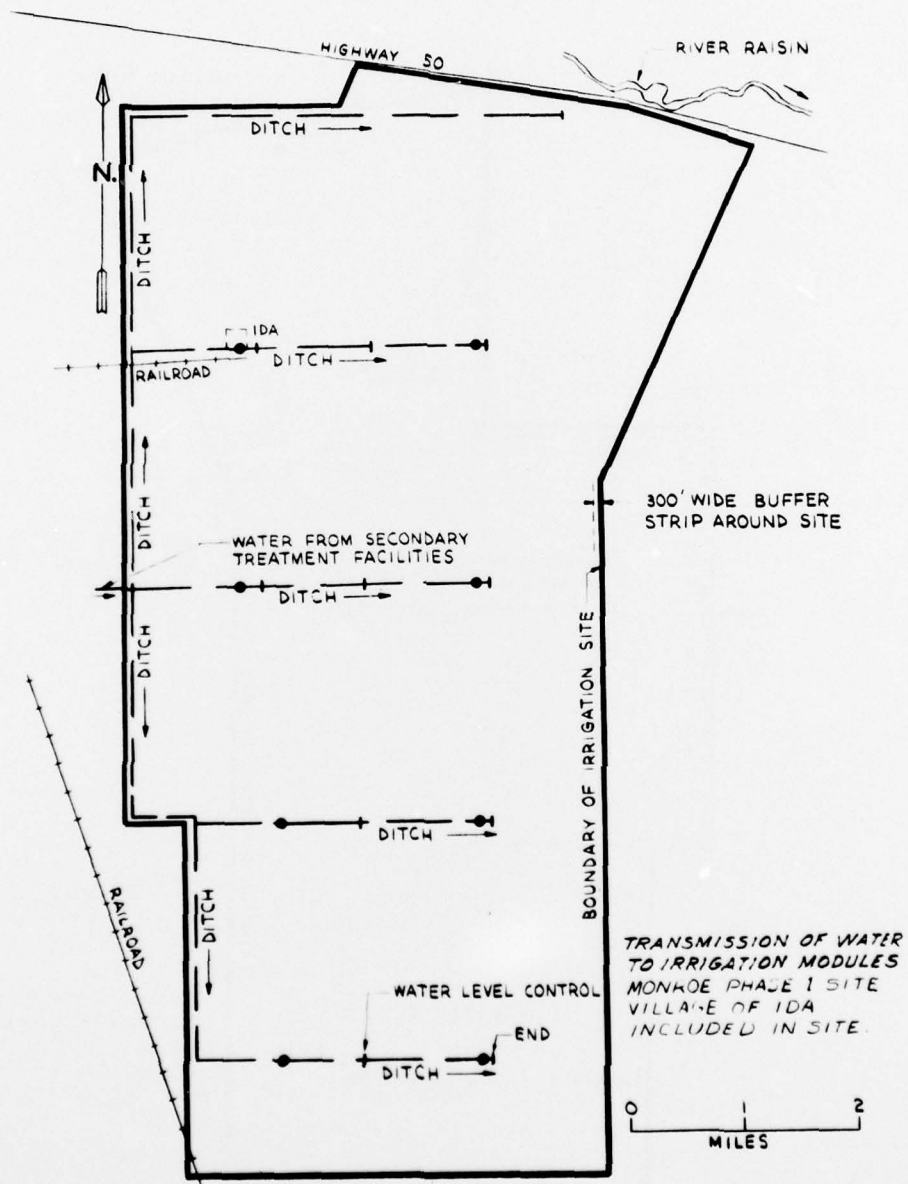 HIGHWAY 50
RIVER RAISIN
DITCH
N.
DITCH
IDA
DITCH
RAILROAD
DITCH
300' WIDE BUFFER
STRIP AROUND SITE
WATER FROM SECONDARY
TREATMENT FACILITIES
DITCH
DITCH
BOUNDARY OF IRRIGATION SITE
DITCH
RAILROAD
DITCH
TRANSMISSION OF WATER
TO IRRIGATION MODULES
MONROE PHASE 1 SITE
VILLAGE OF IDA
INCLUDED IN SITE.
WATER LEVEL CONTROL
END
DITCH
0 1 2
MILES